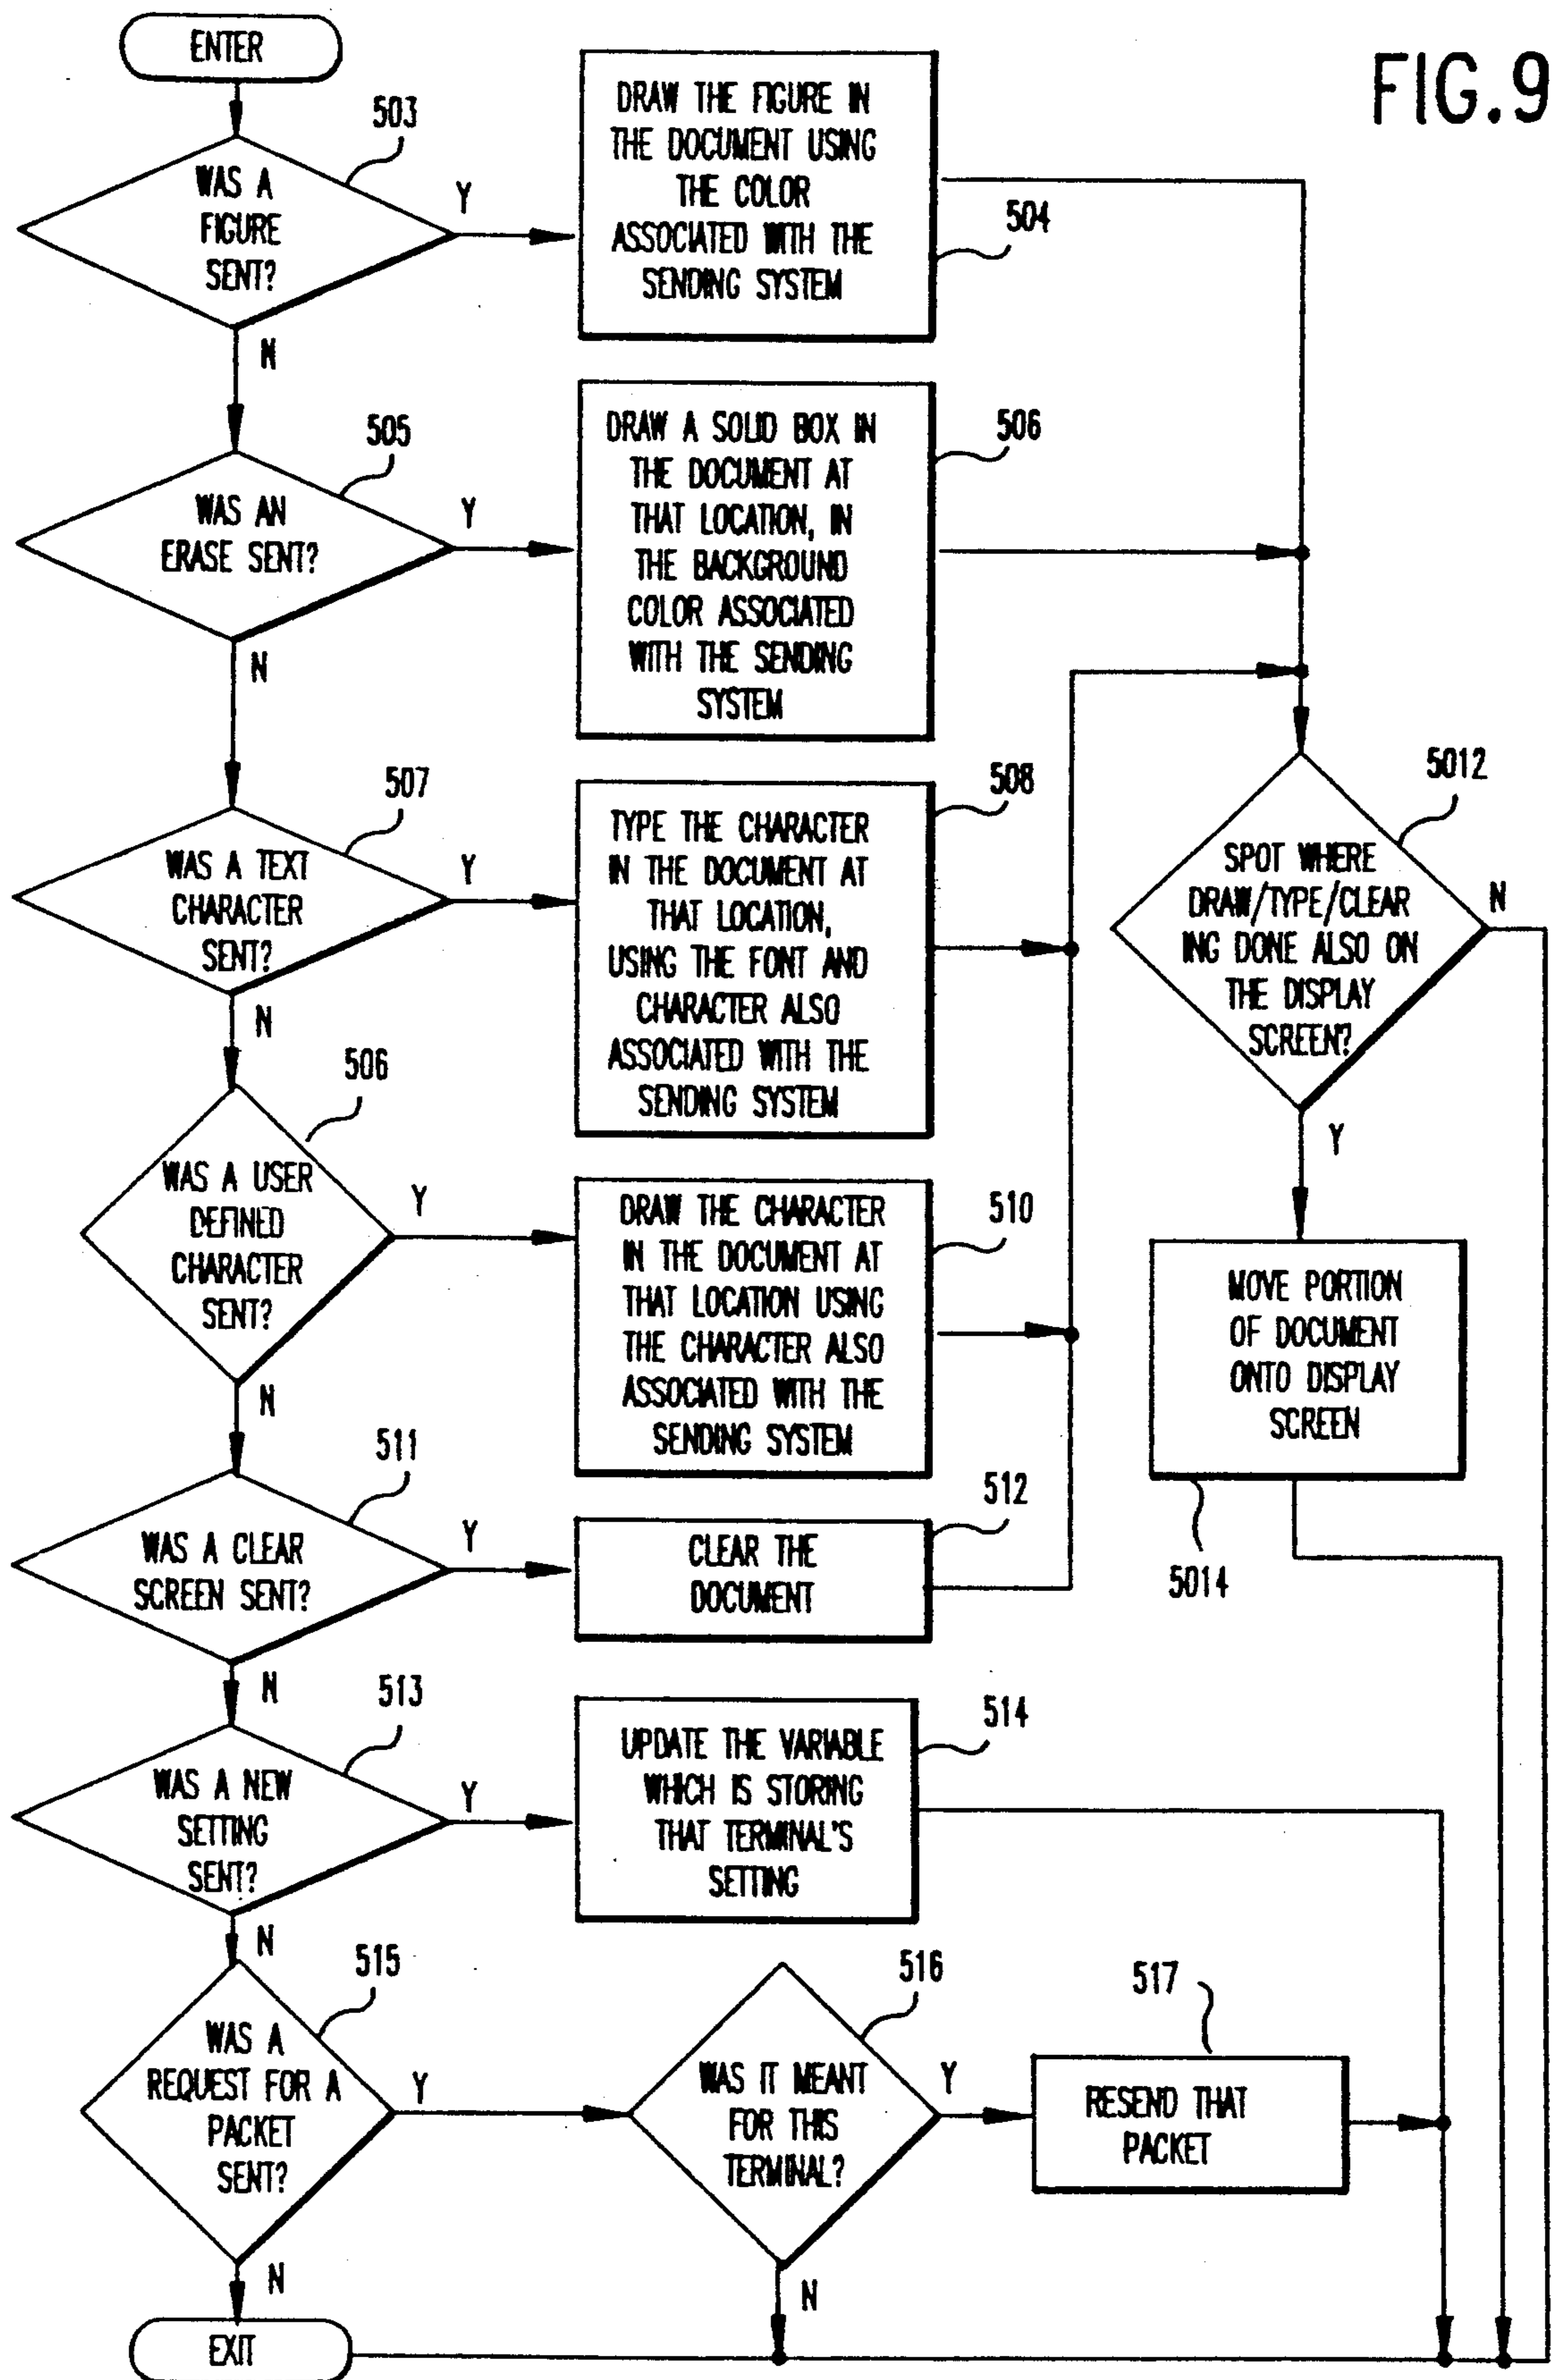 FIG.9
ENTER
503
WAS A
FIGURE
SENT?
Y
N
DRAW THE FIGURE IN
THE DOCUMENT USING
THE COLOR
ASSOCIATED WITH THE
SENDING SYSTEM
504
505
WAS AN
ERASE SENT?
Y
N
DRAW A SOLID BOX IN
THE DOCUMENT AT
THAT LOCATION, IN
THE BACKGROUND
COLOR ASSOCIATED
WITH THE SENDING
SYSTEM
506
507
WAS A TEXT
CHARACTER
SENT?
Y
N
TYPE THE CHARACTER
IN THE DOCUMENT AT
THAT LOCATION,
USING THE FONT AND
CHARACTER ALSO
ASSOCIATED WITH THE
SENDING SYSTEM
508
5012
SPOT WHERE
DRAW/TYPE/CLEAR
ING DONE ALSO ON
THE DISPLAY
SCREEN?
N
Y
506
WAS A USER
DEFINED
CHARACTER
SENT?
Y
N
DRAW THE CHARACTER
IN THE DOCUMENT AT
THAT LOCATION USING
THE CHARACTER ALSO
ASSOCIATED WITH THE
SENDING SYSTEM
510
MOVE PORTION
OF DOCUMENT
ONTO DISPLAY
SCREEN
5014
511
WAS A CLEAR
SCREEN SENT?
Y
N
CLEAR THE
DOCUMENT
512
513
WAS A NEW
SETTING
SENT?
Y
N
UPDATE THE VARIABLE
WHICH IS STORING
THAT TERMINAL'S
SETTING
514
515
WAS A
REQUEST FOR A
PACKET
SENT?
Y
N
516
WAS IT MEANT
FOR THIS
TERMINAL?
Y
N
517
RESEND THAT
PACKET
EXIT